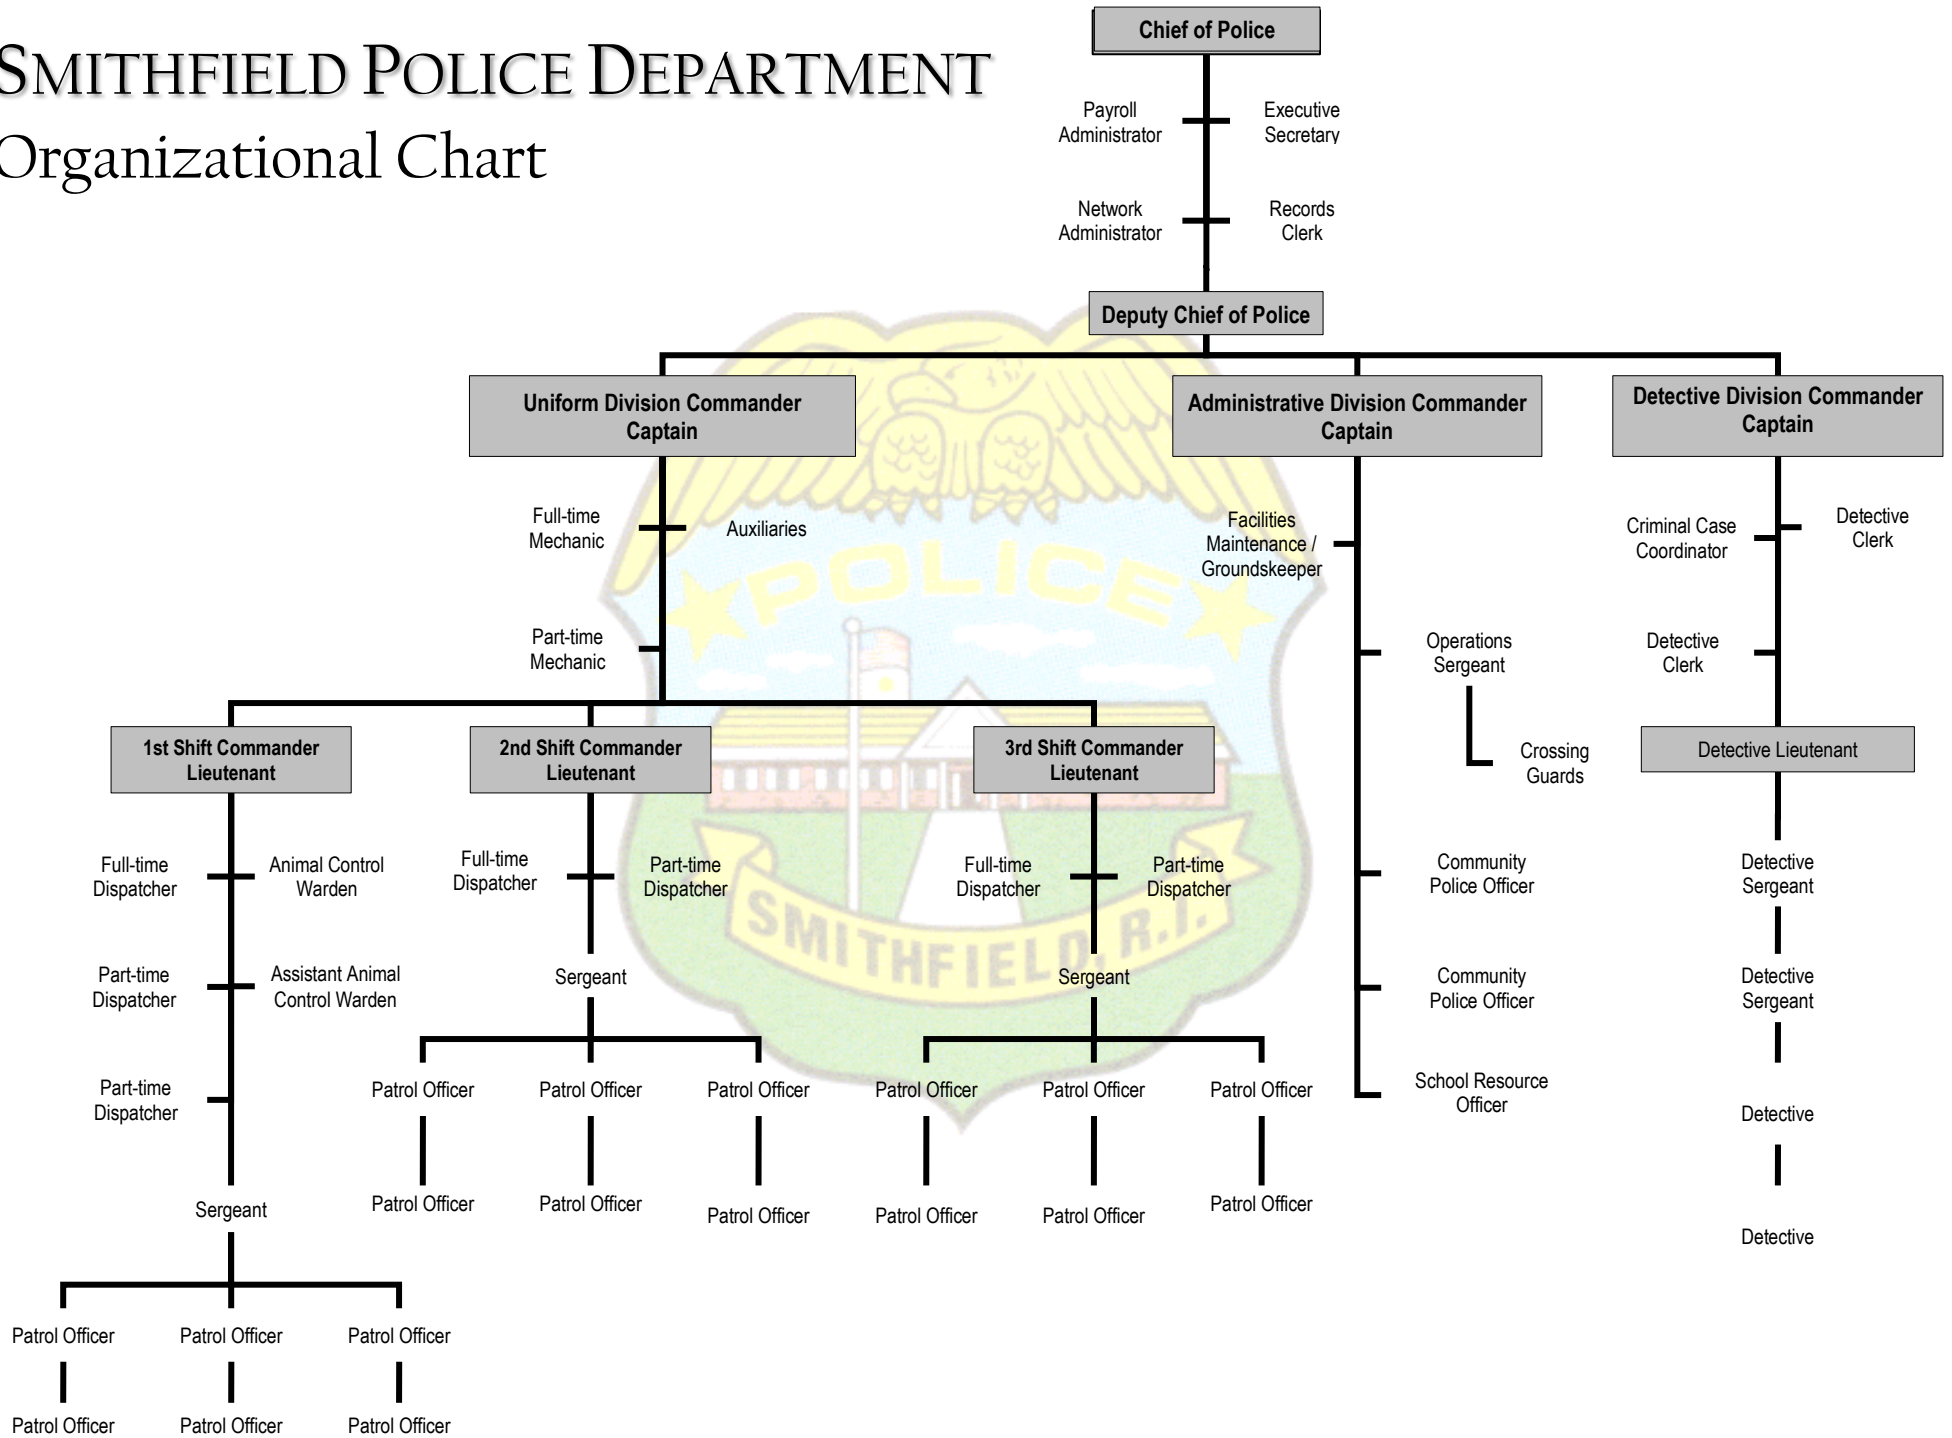 SMITHFIELD POLICE DEPARTMENT
Organizational Chart
Chief of Police
Payroll
Administrator
Executive
Secretary
Network
Administrator
Records
Clerk
Deputy Chief of Police
Uniform Division Commander
Captain
Administrative Division Commander
Captain
Detective Division Commander
Captain
Full-time
Mechanic
Auxiliaries
Part-time
Mechanic
Facilities
Maintenance /
Groundskeeper
Criminal Case
Coordinator
Detective
Clerk
Operations
Sergeant
Detective
Clerk
Crossing
Guards
POLICE
1st Shift Commander
Lieutenant
2nd Shift Commander
Lieutenant
3rd Shift Commander
Lieutenant
Detective Lieutenant
Full-time
Dispatcher
Animal Control
Warden
Full-time
Dispatcher
Part-time
Dispatcher
Full-time
Dispatcher
Part-time
Dispatcher
Community
Police Officer
Detective
Sergeant
SMITHFIELD, R.I.
Part-time
Dispatcher
Assistant Animal
Control Warden
Sergeant
Sergeant
Community
Police Officer
Detective
Sergeant
Part-time
Dispatcher
Patrol Officer
Patrol Officer
Patrol Officer
Patrol Officer
Patrol Officer
Patrol Officer
School Resource
Officer
Detective
Sergeant
Patrol Officer
Patrol Officer
Patrol Officer
Patrol Officer
Patrol Officer
Patrol Officer
Detective
Patrol Officer
Patrol Officer
Patrol Officer
Patrol Officer
Patrol Officer
Patrol Officer